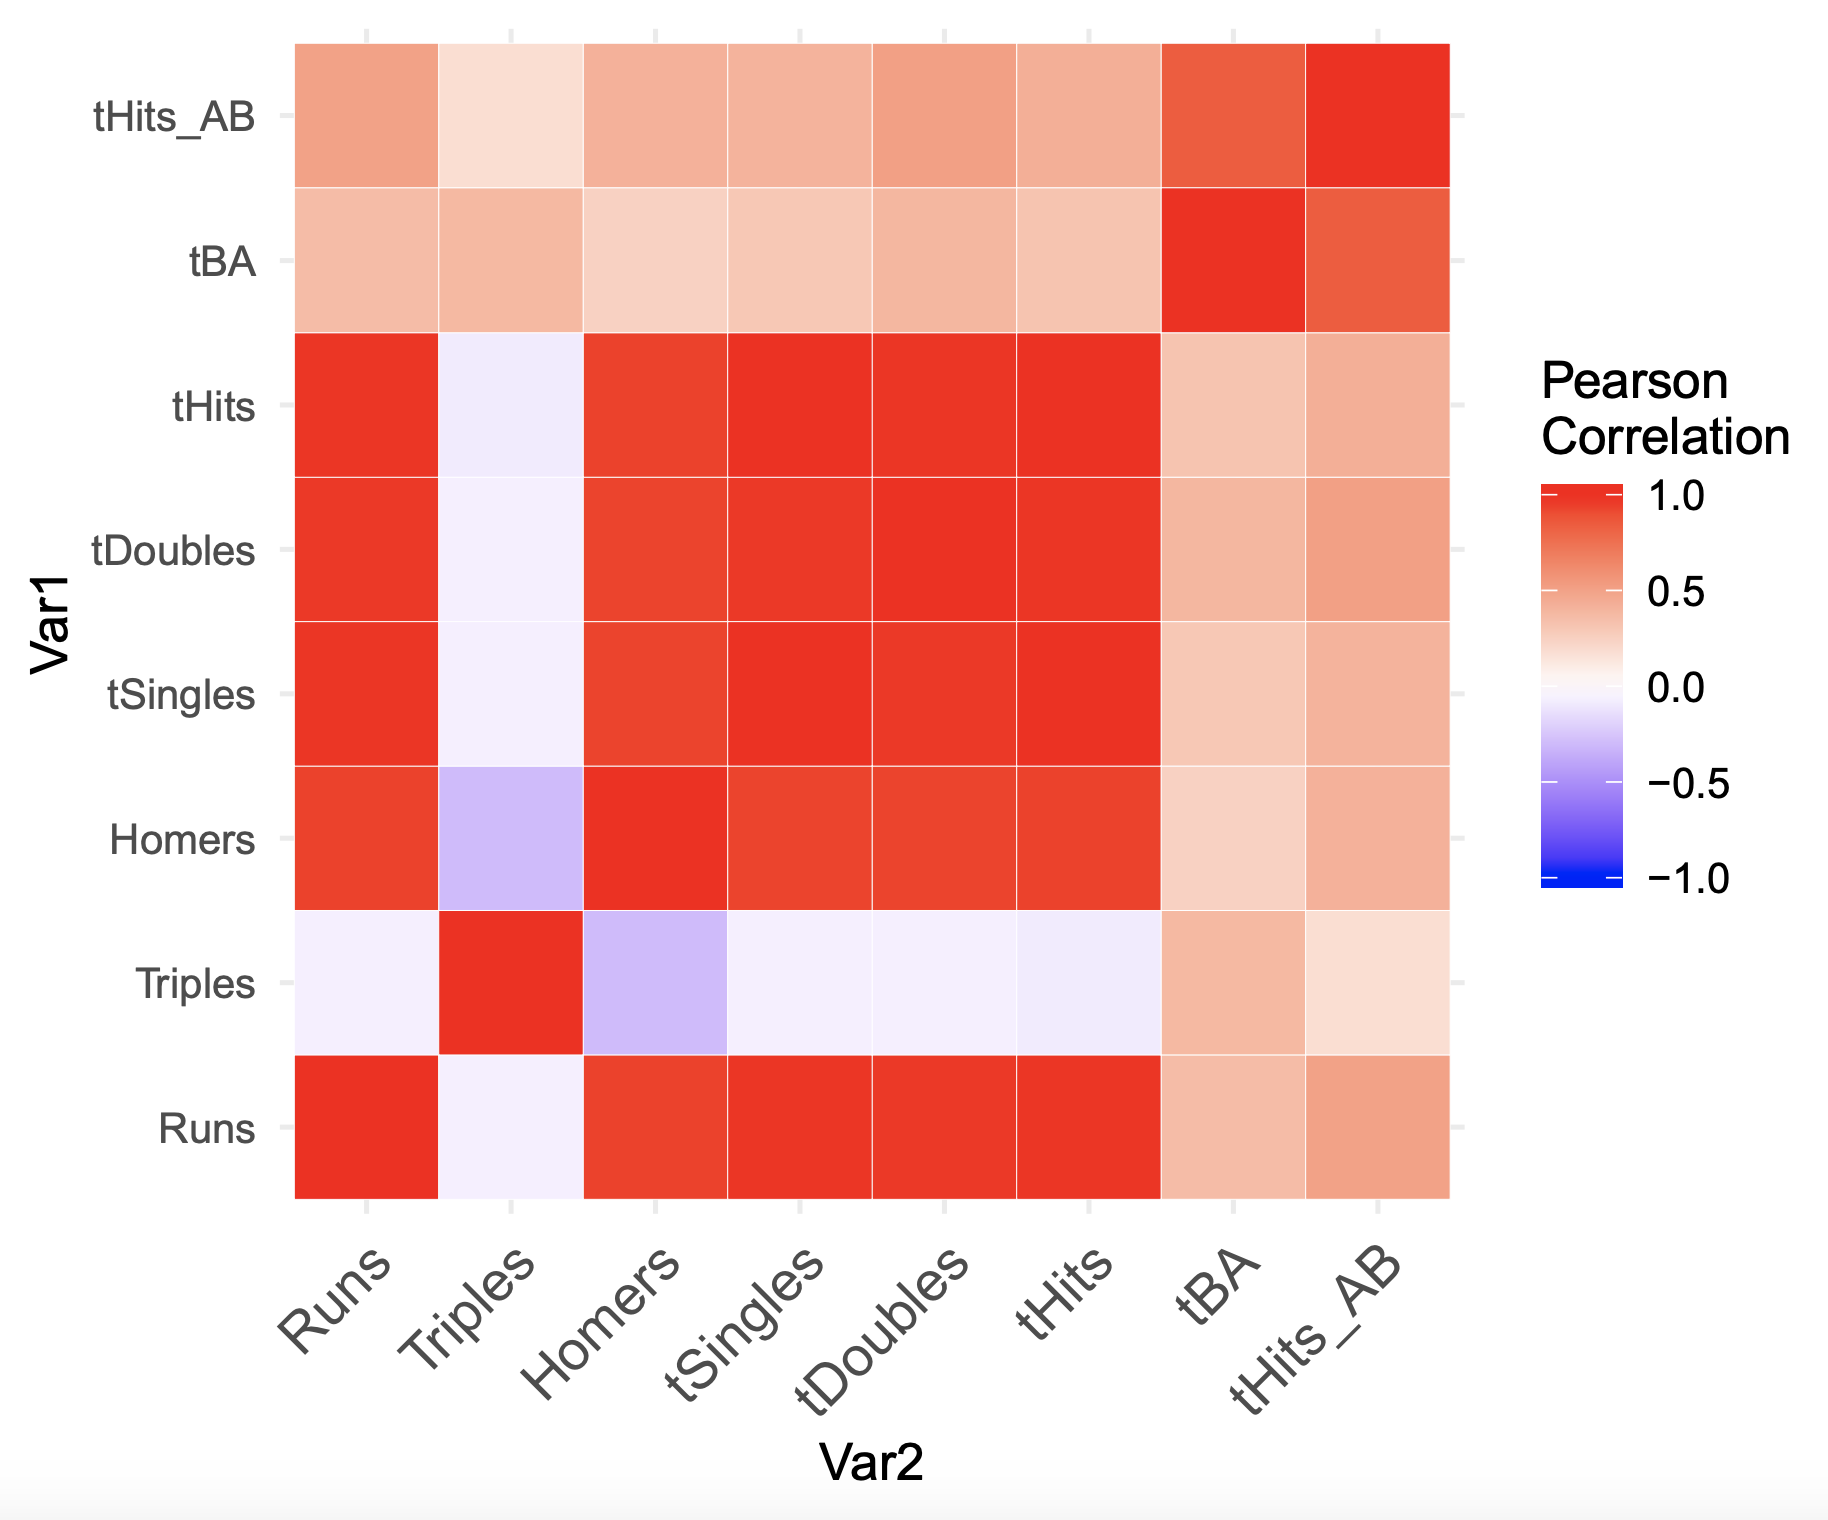 tHits_AB
tBA
tHits
tDoubles
tSingles
Homers
Triples
Runs
Var1
Runs
Triples
Homers
tSingles
tDoubles
tHits
tBA
tHits_AB
Var2
Pearson
Correlation
1.0
0.5
0.0
−0.5
−1.0